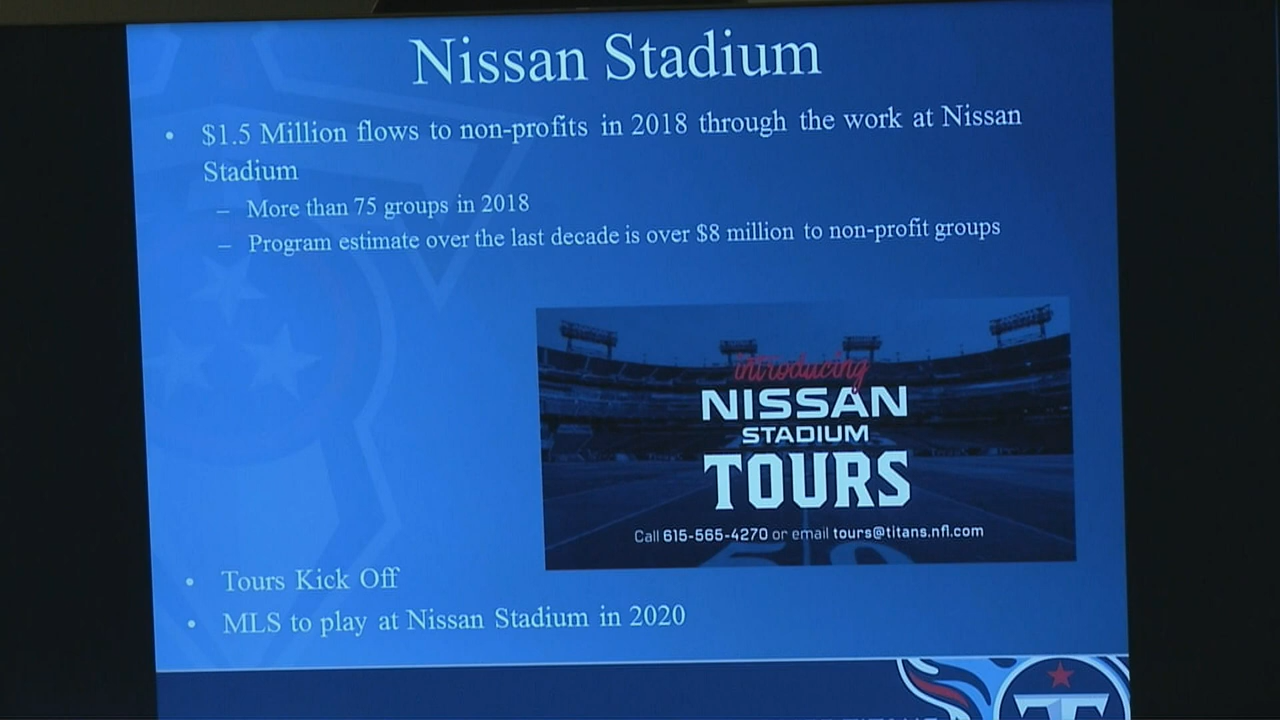 Nissan Stadium
• $1.5 Million flows to non-profits in 2018 through the work at Nissan
Stadium
– More than 75 groups in 2018
– Program estimate over the last decade is over $8 million to non-profit groups
introducing
NISSAN
STADIUM
TOURS
Call 615-565-4270 or email tours@titans.nfl.com
• Tours Kick Off
• MLS to play at Nissan Stadium in 2020